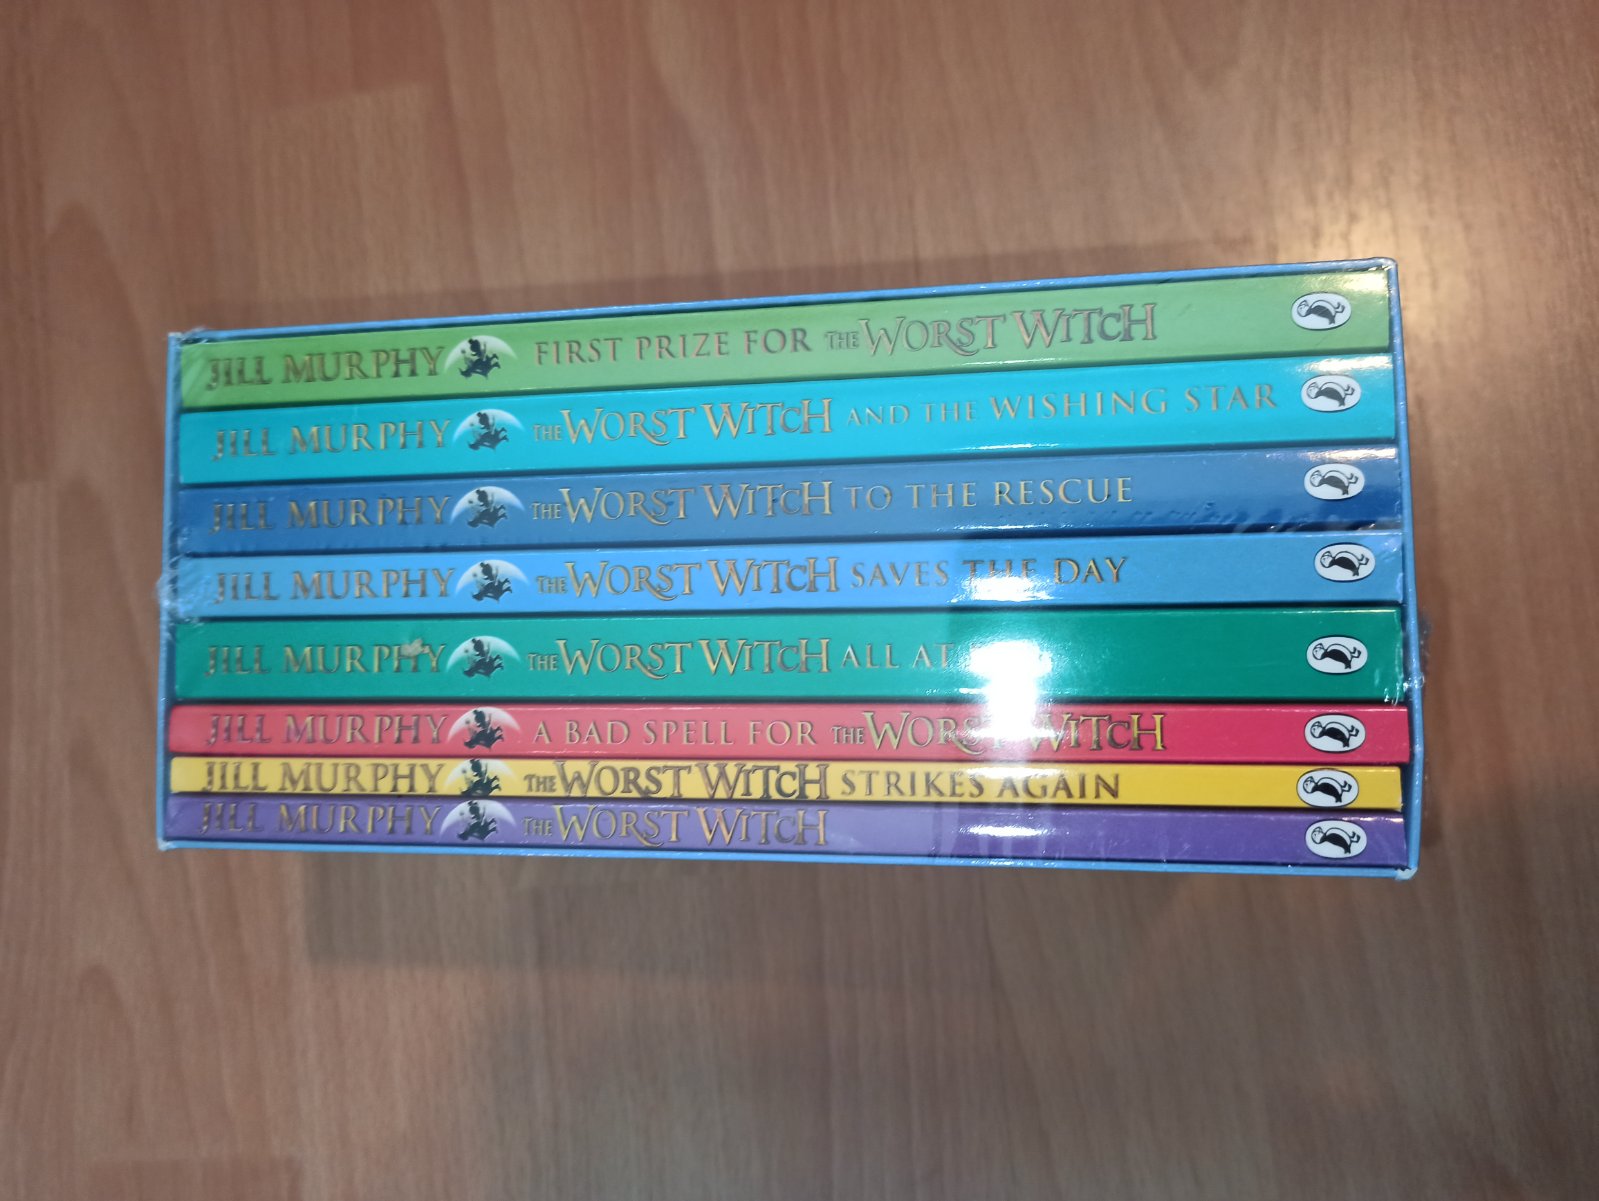 JILL MURPHY FIRST PRIZE FOR THE WORST WITCH
JILL MURPHY THE WORST WITCH AND THE WISHING STAR
JILL MURPHY THE WORST WITCH TO THE RESCUE
JILL MURPHY THE WORST WITCH SAVES THE DAY
JILL MURPHY THE WORST WITCH ALL AT
JILL MURPHY A BAD SPELL FOR THE WORST WITCH
JILL MURPHY THE WORST WITCH STRIKES AGAIN
JILL MURPHY THE WORST WITCH